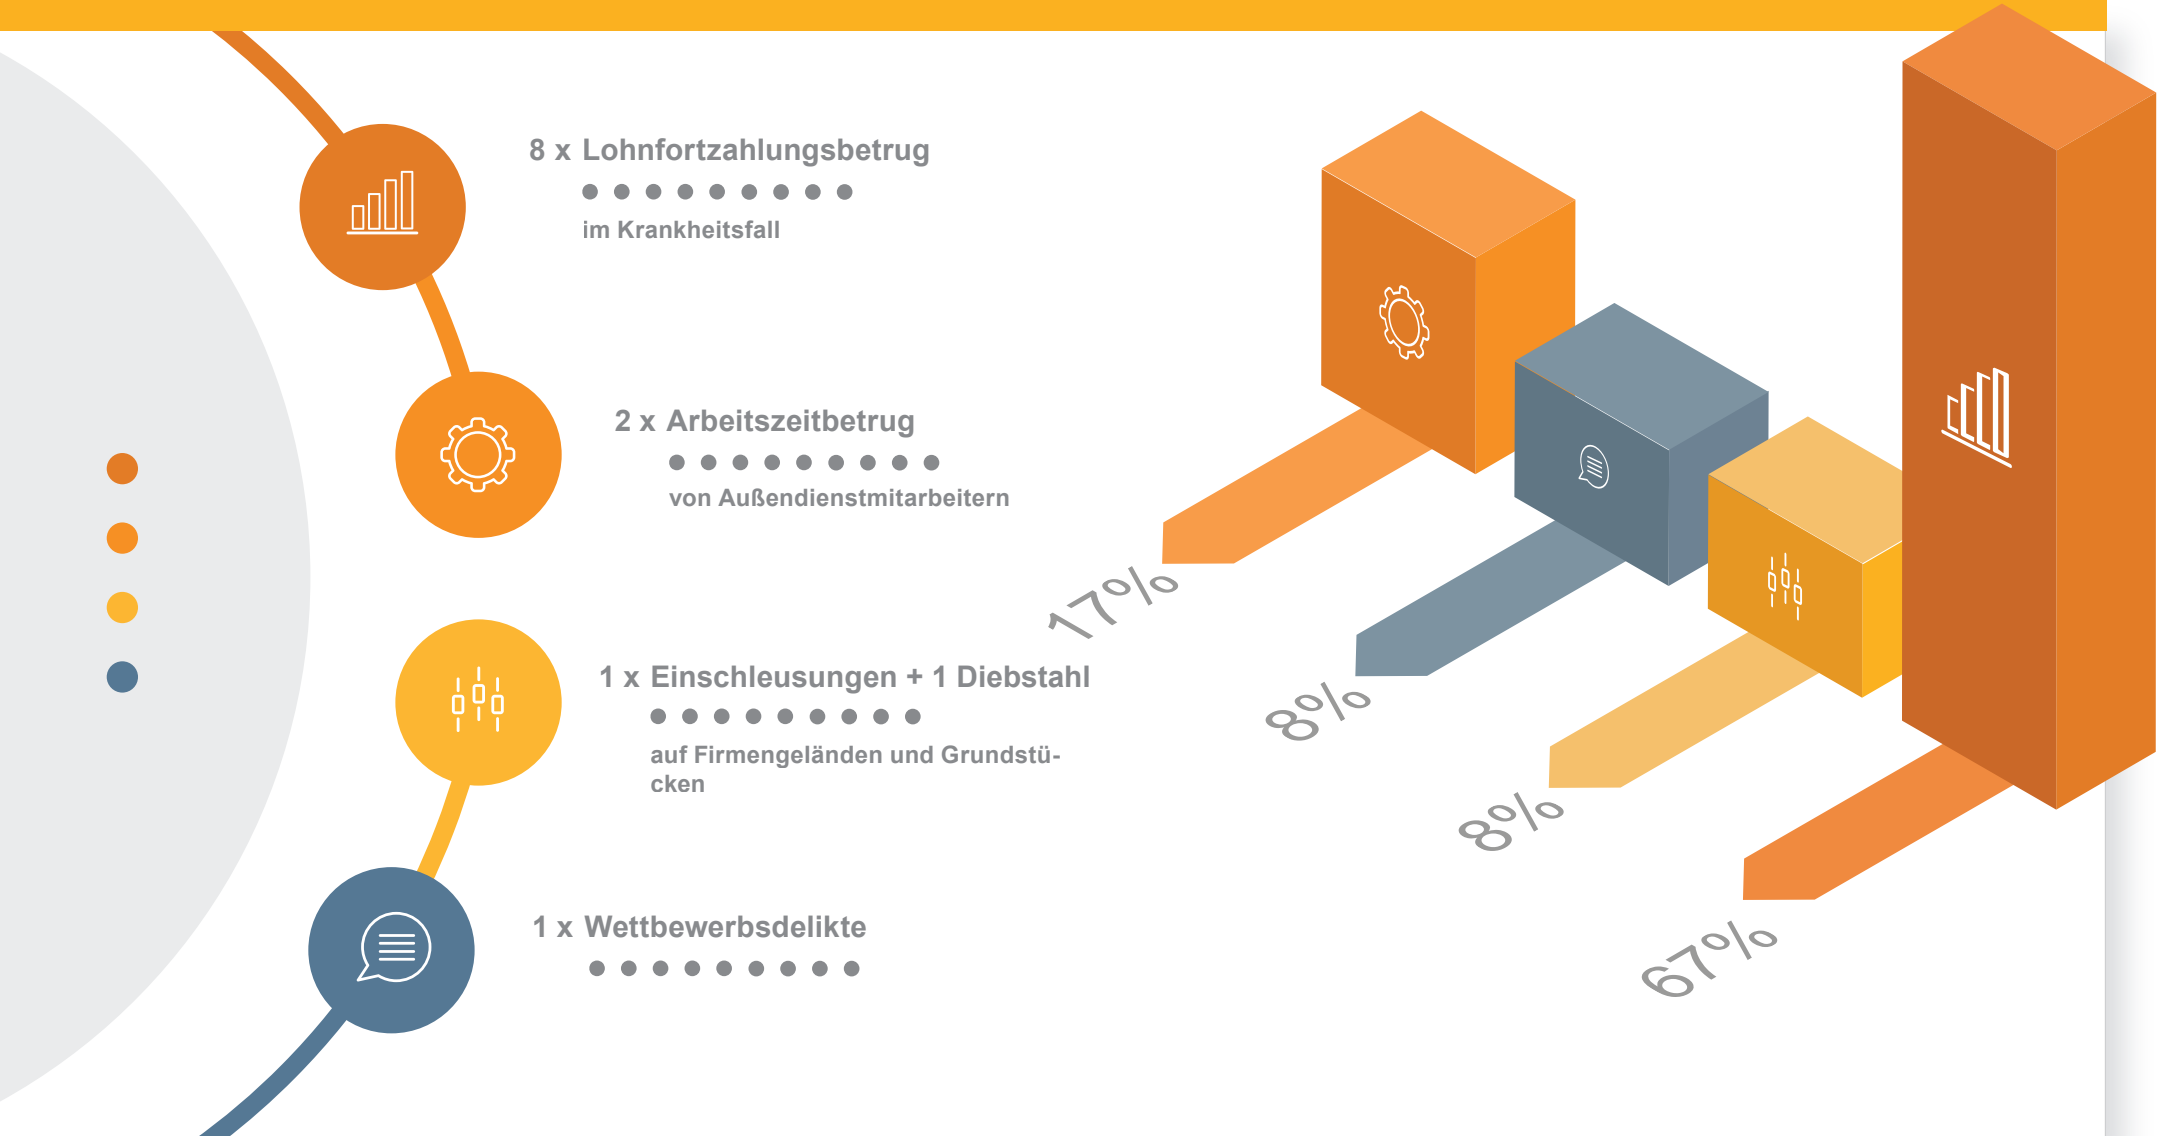 8 x Lohnfortzahlungsbetrug
im Krankheitsfall
2 x Arbeitszeitbetrug
von Außendienstmitarbeitern
1 x Einschleusungen + 1 Diebstahl
auf Firmengeländen und Grundstü-
cken
1 x Wettbewerbsdelikte
17%
8%
8%
67%